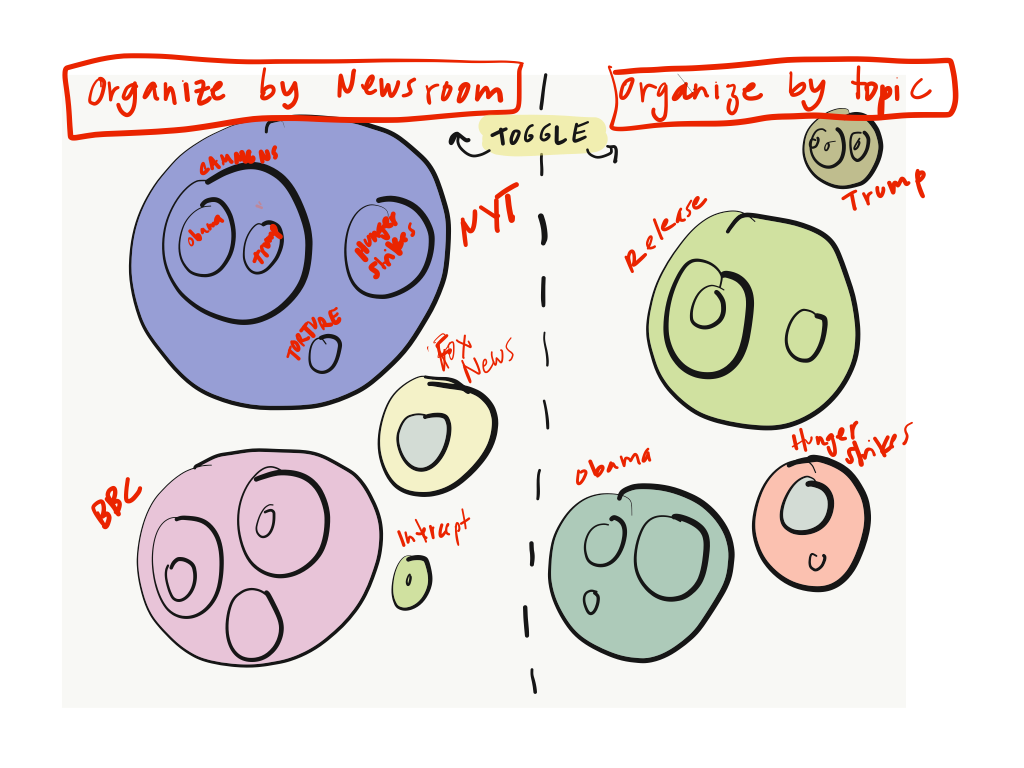 Organize by Newsroom
Organize by topic
TOGGLE
Obama
Trump
Hunger
Strikes
NYT
TORTURE
Fox
News
BBC
Intercept
Trump
Release
Obama
Hunger
Strikes